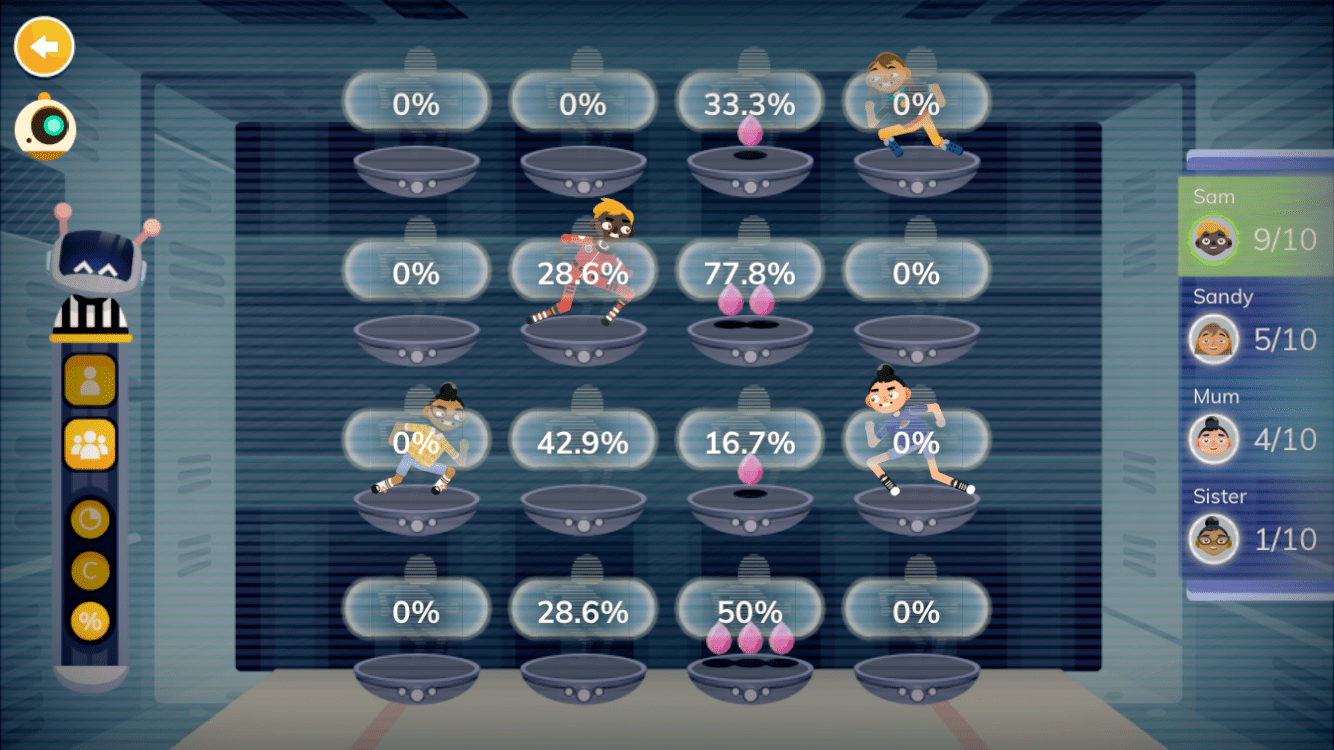 0% 0% 33.3% 0%
0% 28.6% 77.8% 0%
0% 42.9% 16.7% 0%
0% 28.6% 50% 0%
C
%
Sam
9/10
Sandy
5/10
Mum
4/10
Sister
1/10